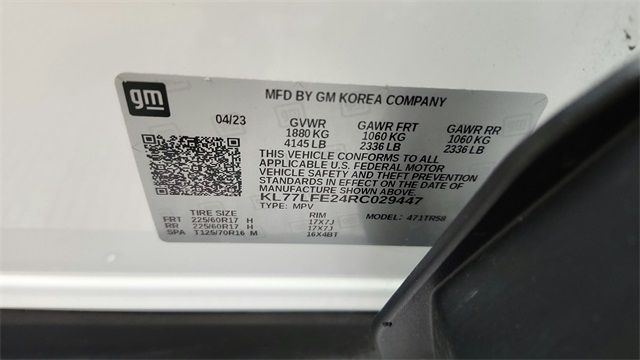 gm
MFD BY GM KOREA COMPANY
04/23 GVWR GAWR FRT GAWR RR
1880 KG 1060 KG 1060 KG
4145 LB 2336 LB 2336 LB
THIS VEHICLE CONFORMS TO ALL
APPLICABLE U.S. FEDERAL MOTOR
VEHICLE SAFETY AND THEFT PREVENTION
STANDARDS IN EFFECT ON THE DATE OF
MANUFACTURE SHOWN ABOVE.
KL77LFE24RC029447
TYPE: MPV MODEL: 471TR58
TIRE SIZE RIM
FRT 225/60R17 H 17X7J
RR 225/60R17 H 17X7J
SPA T125/70R16 M 16X4BT